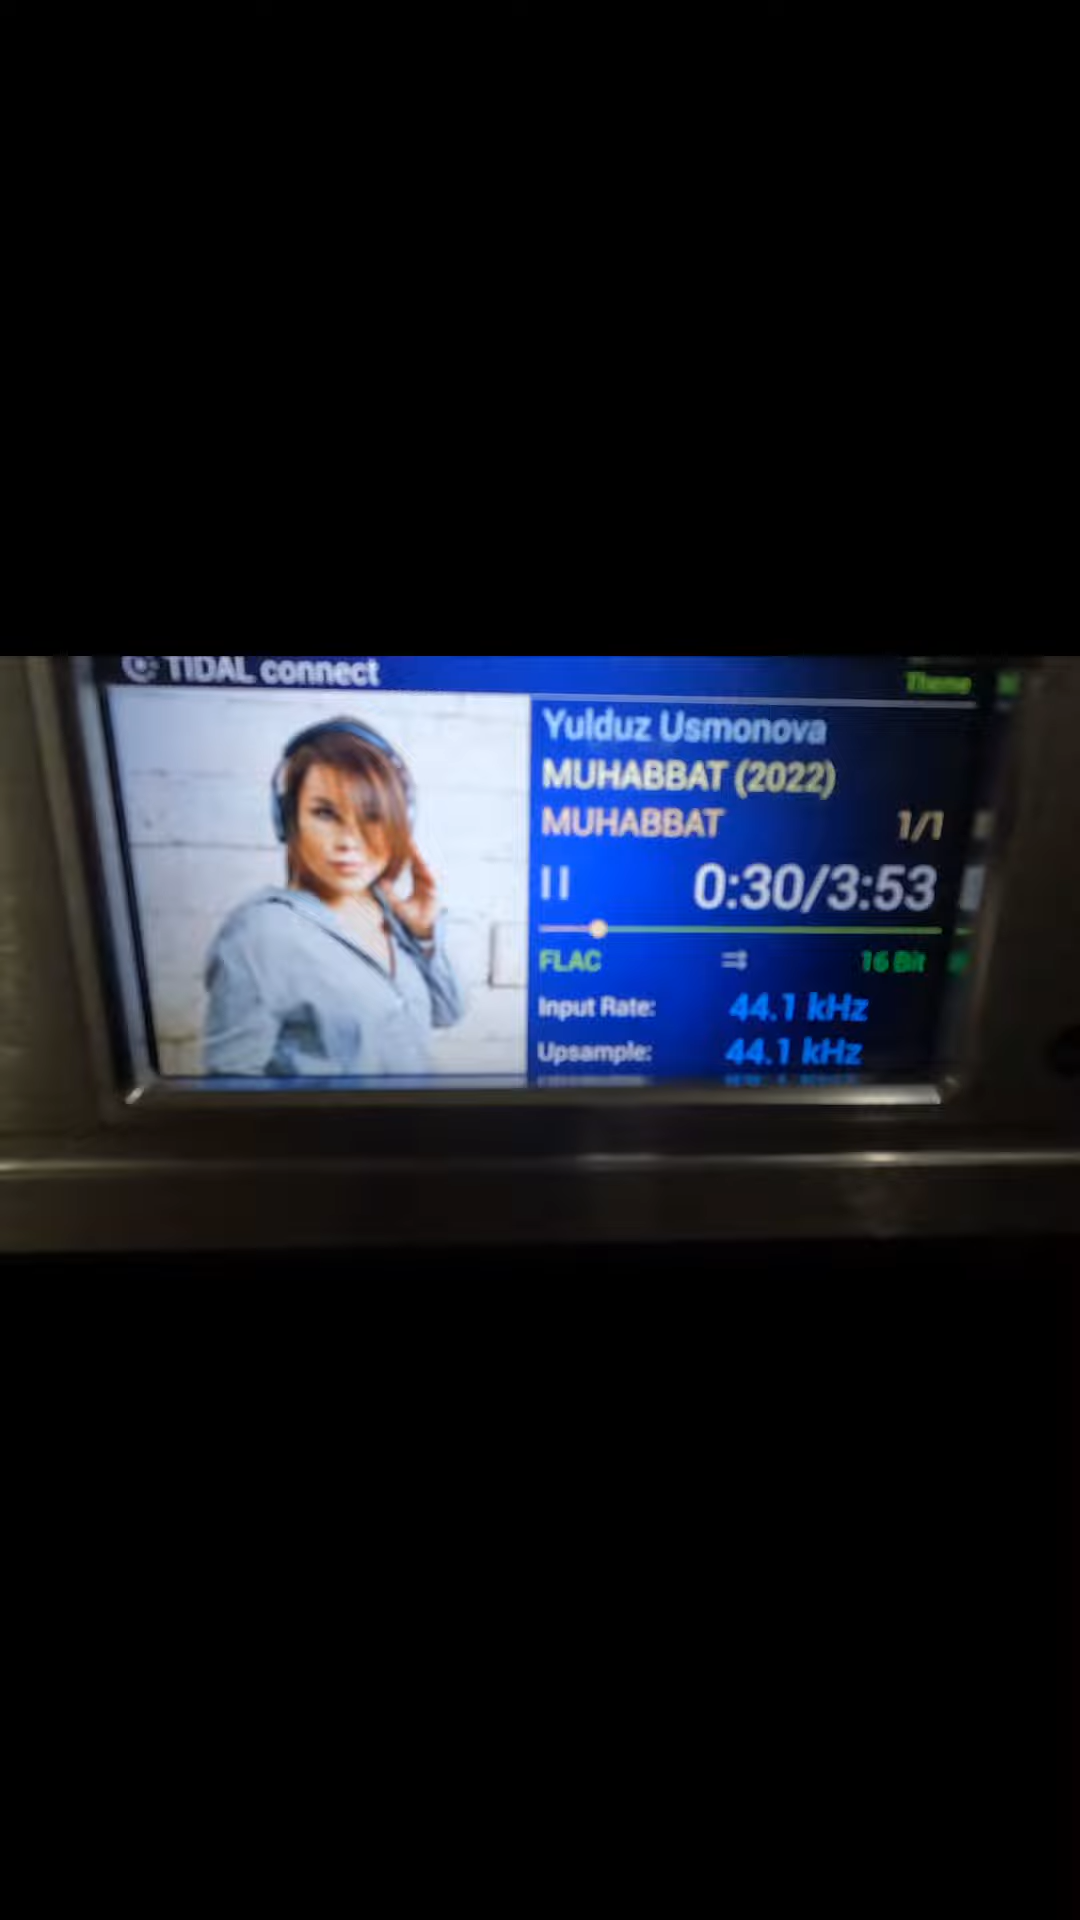 TIDAL connect
Theme
Yulduz Usmonova
MUHABBAT (2022)
MUHABBAT 1/1
0:30/3:53
FLAC 16 Bit
Input Rate: 44.1 kHz
Upsample: 44.1 kHz